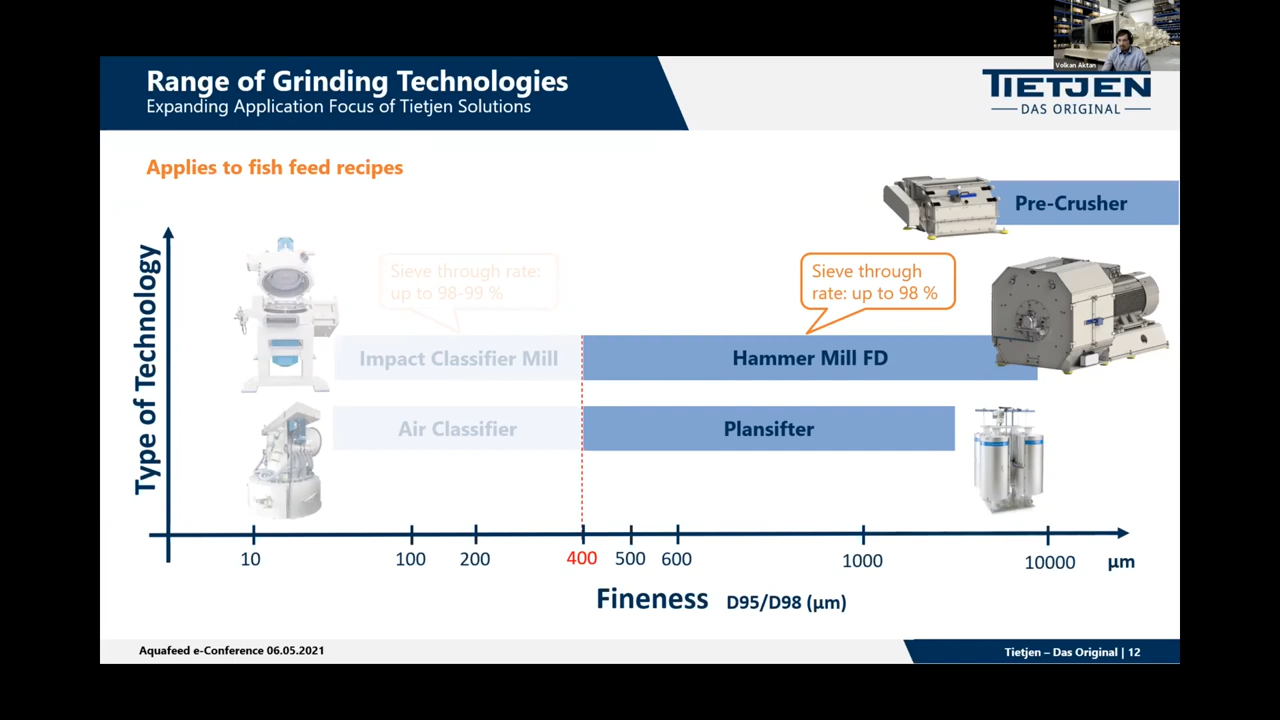 Volkan Aktan
Range of Grinding Technologies
Expanding Application Focus of Tietjen Solutions
TIETJEN
DAS ORIGINAL
Applies to fish feed recipes
Pre-Crusher
Type of Technology
Sieve through rate:
up to 98-99 %
Sieve through
rate: up to 98 %
Impact Classifier Mill
Hammer Mill FD
Air Classifier
Plansifter
10
100
200
400
500
600
1000
10000
µm
Fineness D95/D98 (µm)
Aquafeed e-Conference 06.05.2021
Tietjen – Das Original | 12